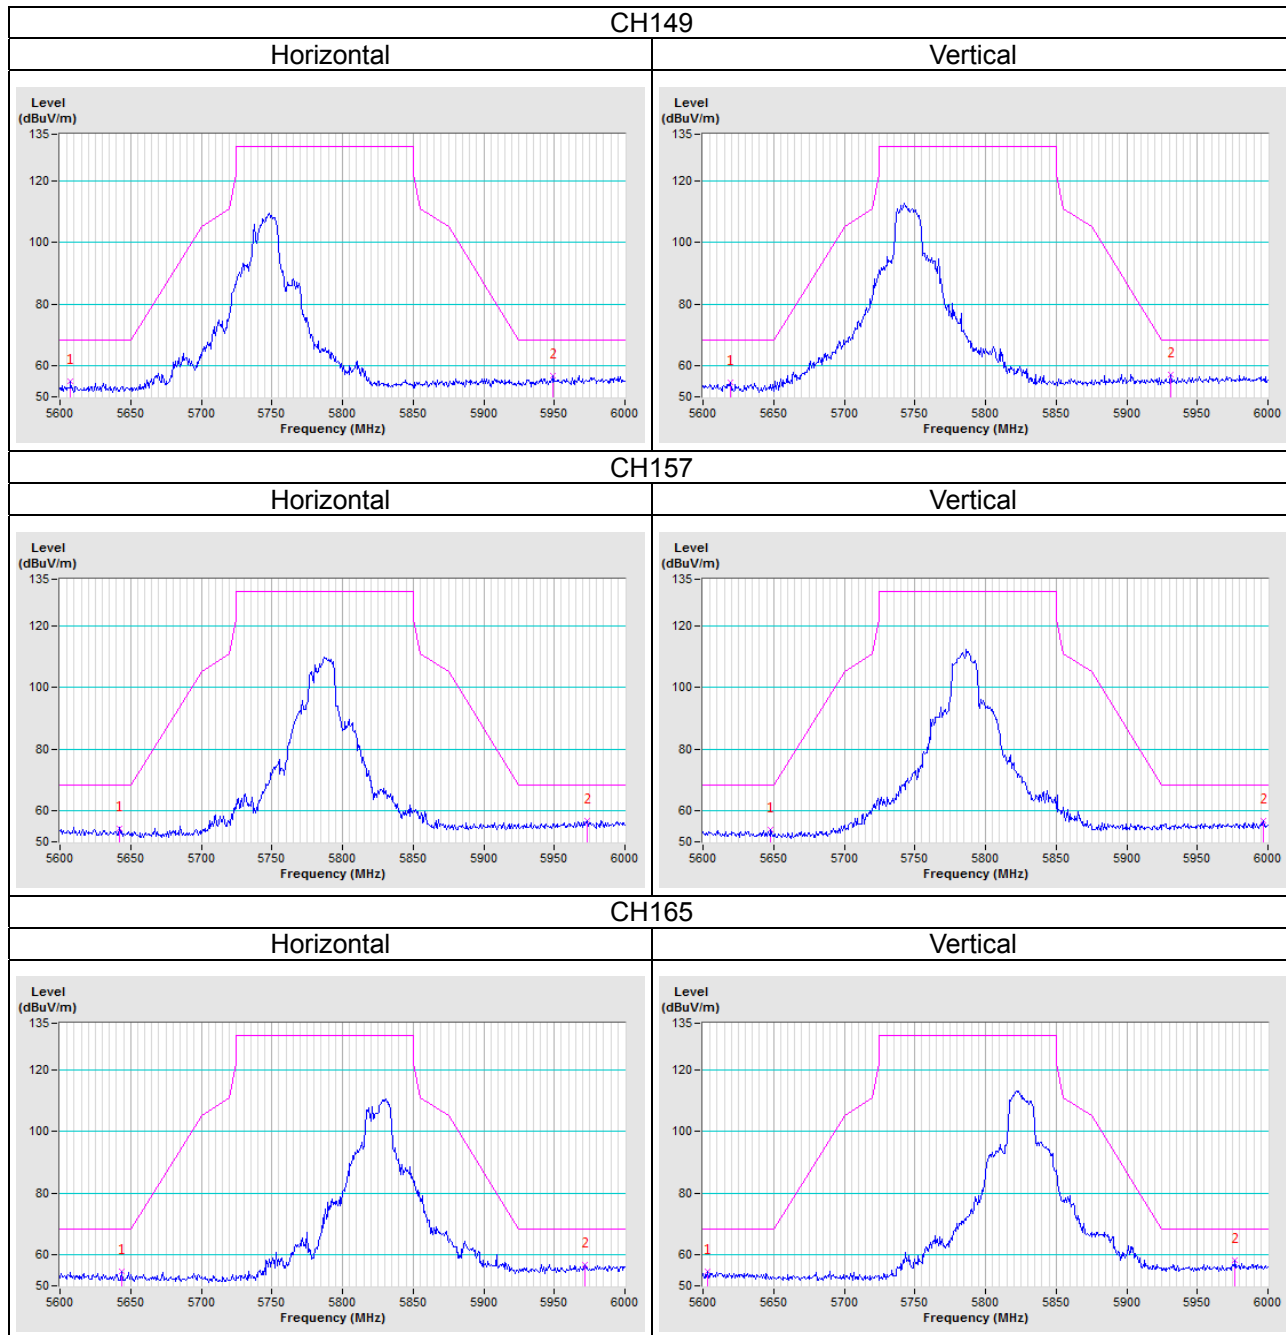 CH149
Horizontal Vertical
Level Level
(dBuV/m) (dBuV/m)
135 135
120 120
100 100
80 80
60 60
50 50
1 2 1 2
5600 5650 5700 5750 5800 5850 5900 5950 6000 5600 5650 5700 5750 5800 5850 5900 5950 6000
Frequency (MHz) Frequency (MHz)
CH157
Horizontal Vertical
Level Level
(dBuV/m) (dBuV/m)
135 135
120 120
100 100
80 80
60 60
50 50
1 2 1 2
5600 5650 5700 5750 5800 5850 5900 5950 6000 5600 5650 5700 5750 5800 5850 5900 5950 6000
Frequency (MHz) Frequency (MHz)
CH165
Horizontal Vertical
Level Level
(dBuV/m) (dBuV/m)
135 135
120 120
100 100
80 80
60 60
50 50
1 2 1 2
5600 5650 5700 5750 5800 5850 5900 5950 6000 5600 5650 5700 5750 5800 5850 5900 5950 6000
Frequency (MHz) Frequency (MHz)